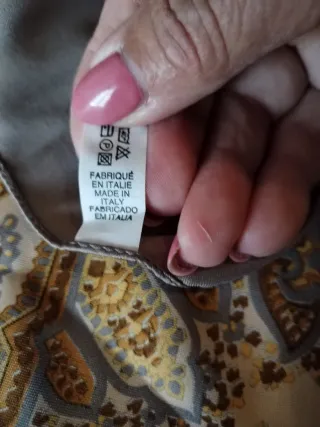 FABRIQUÉ
EN ITALIE
MADE IN
ITALY
FABRICADO
EM ITALIA